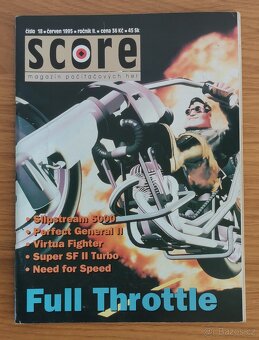 číslo 18 • červen 1995 • ročník II. • cena 36 Kč • 45 Sk
score
magazín počítačových her
• Slipstream 5000
• Perfect General II
• Virtua Fighter
• Super SF II Turbo
• Need for Speed
Full Throttle